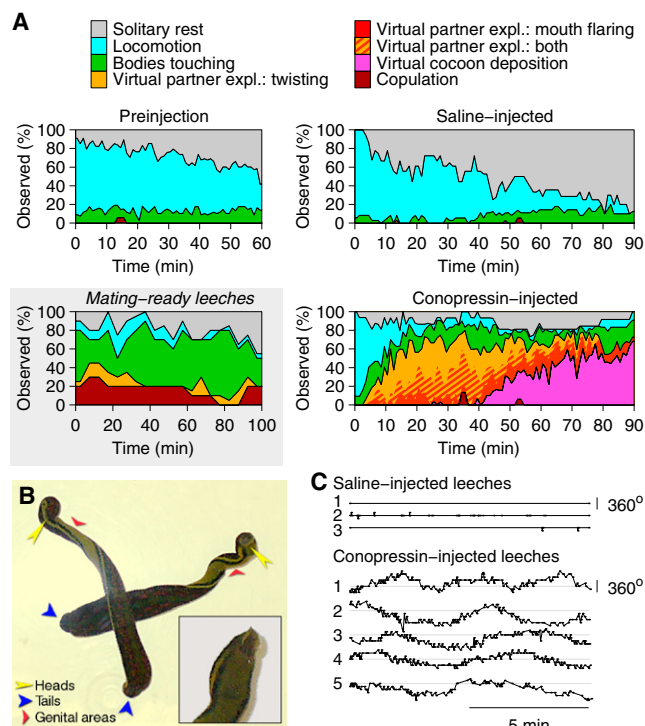 A
Solitary rest
Locomotion
Bodies touching
Virtual partner expl.: twisting
Virtual partner expl.: mouth flaring
Virtual partner expl.: both
Virtual cocoon deposition
Copulation
Preinjection
Observed (%)
100
80
60
40
20
0
0 10 20 30 40 50 60
Time (min)
Saline−injected
Observed (%)
100
80
60
40
20
0
0 10 20 30 40 50 60 70 80 90
Time (min)
Mating−ready leeches
Observed (%)
100
80
60
40
20
0
0 20 40 60 80 100
Time (min)
Conopressin−injected
Observed (%)
100
80
60
40
20
0
0 10 20 30 40 50 60 70 80 90
Time (min)
B
Heads
Tails
Genital areas
C
Saline−injected leeches
1
2
3
360°
Conopressin−injected leeches
1
2
3
4
5
360°
5 min